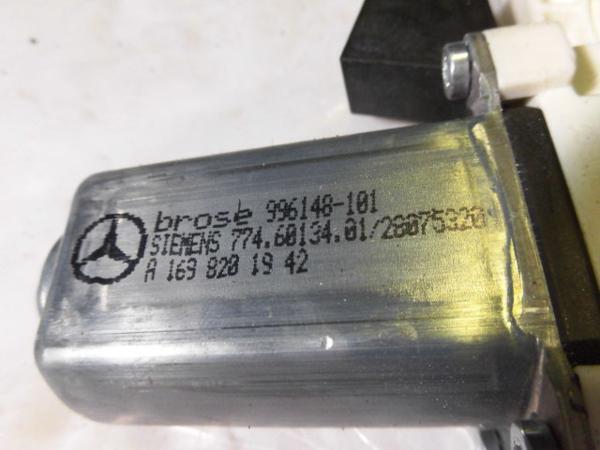 brose 996148-101
SIEMENS 774.60134.01/28075320
A 169 820 19 42